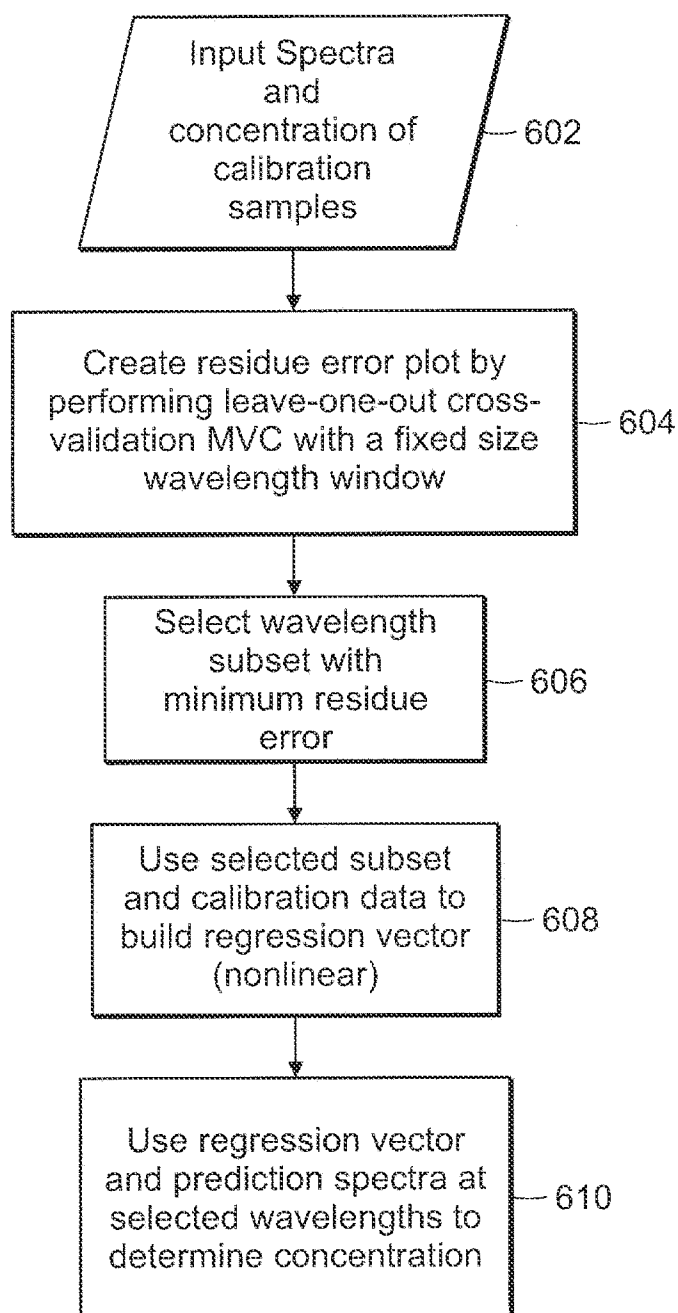 Input Spectra
and
concentration of
calibration
samples
602
Create residue error plot by
performing leave-one-out cross-
validation MVC with a fixed size
wavelength window
604
Select wavelength
subset with
minimum residue
error
606
Use selected subset
and calibration data to
build regression vector
(nonlinear)
608
Use regression vector
and prediction spectra at
selected wavelengths to
determine concentration
610